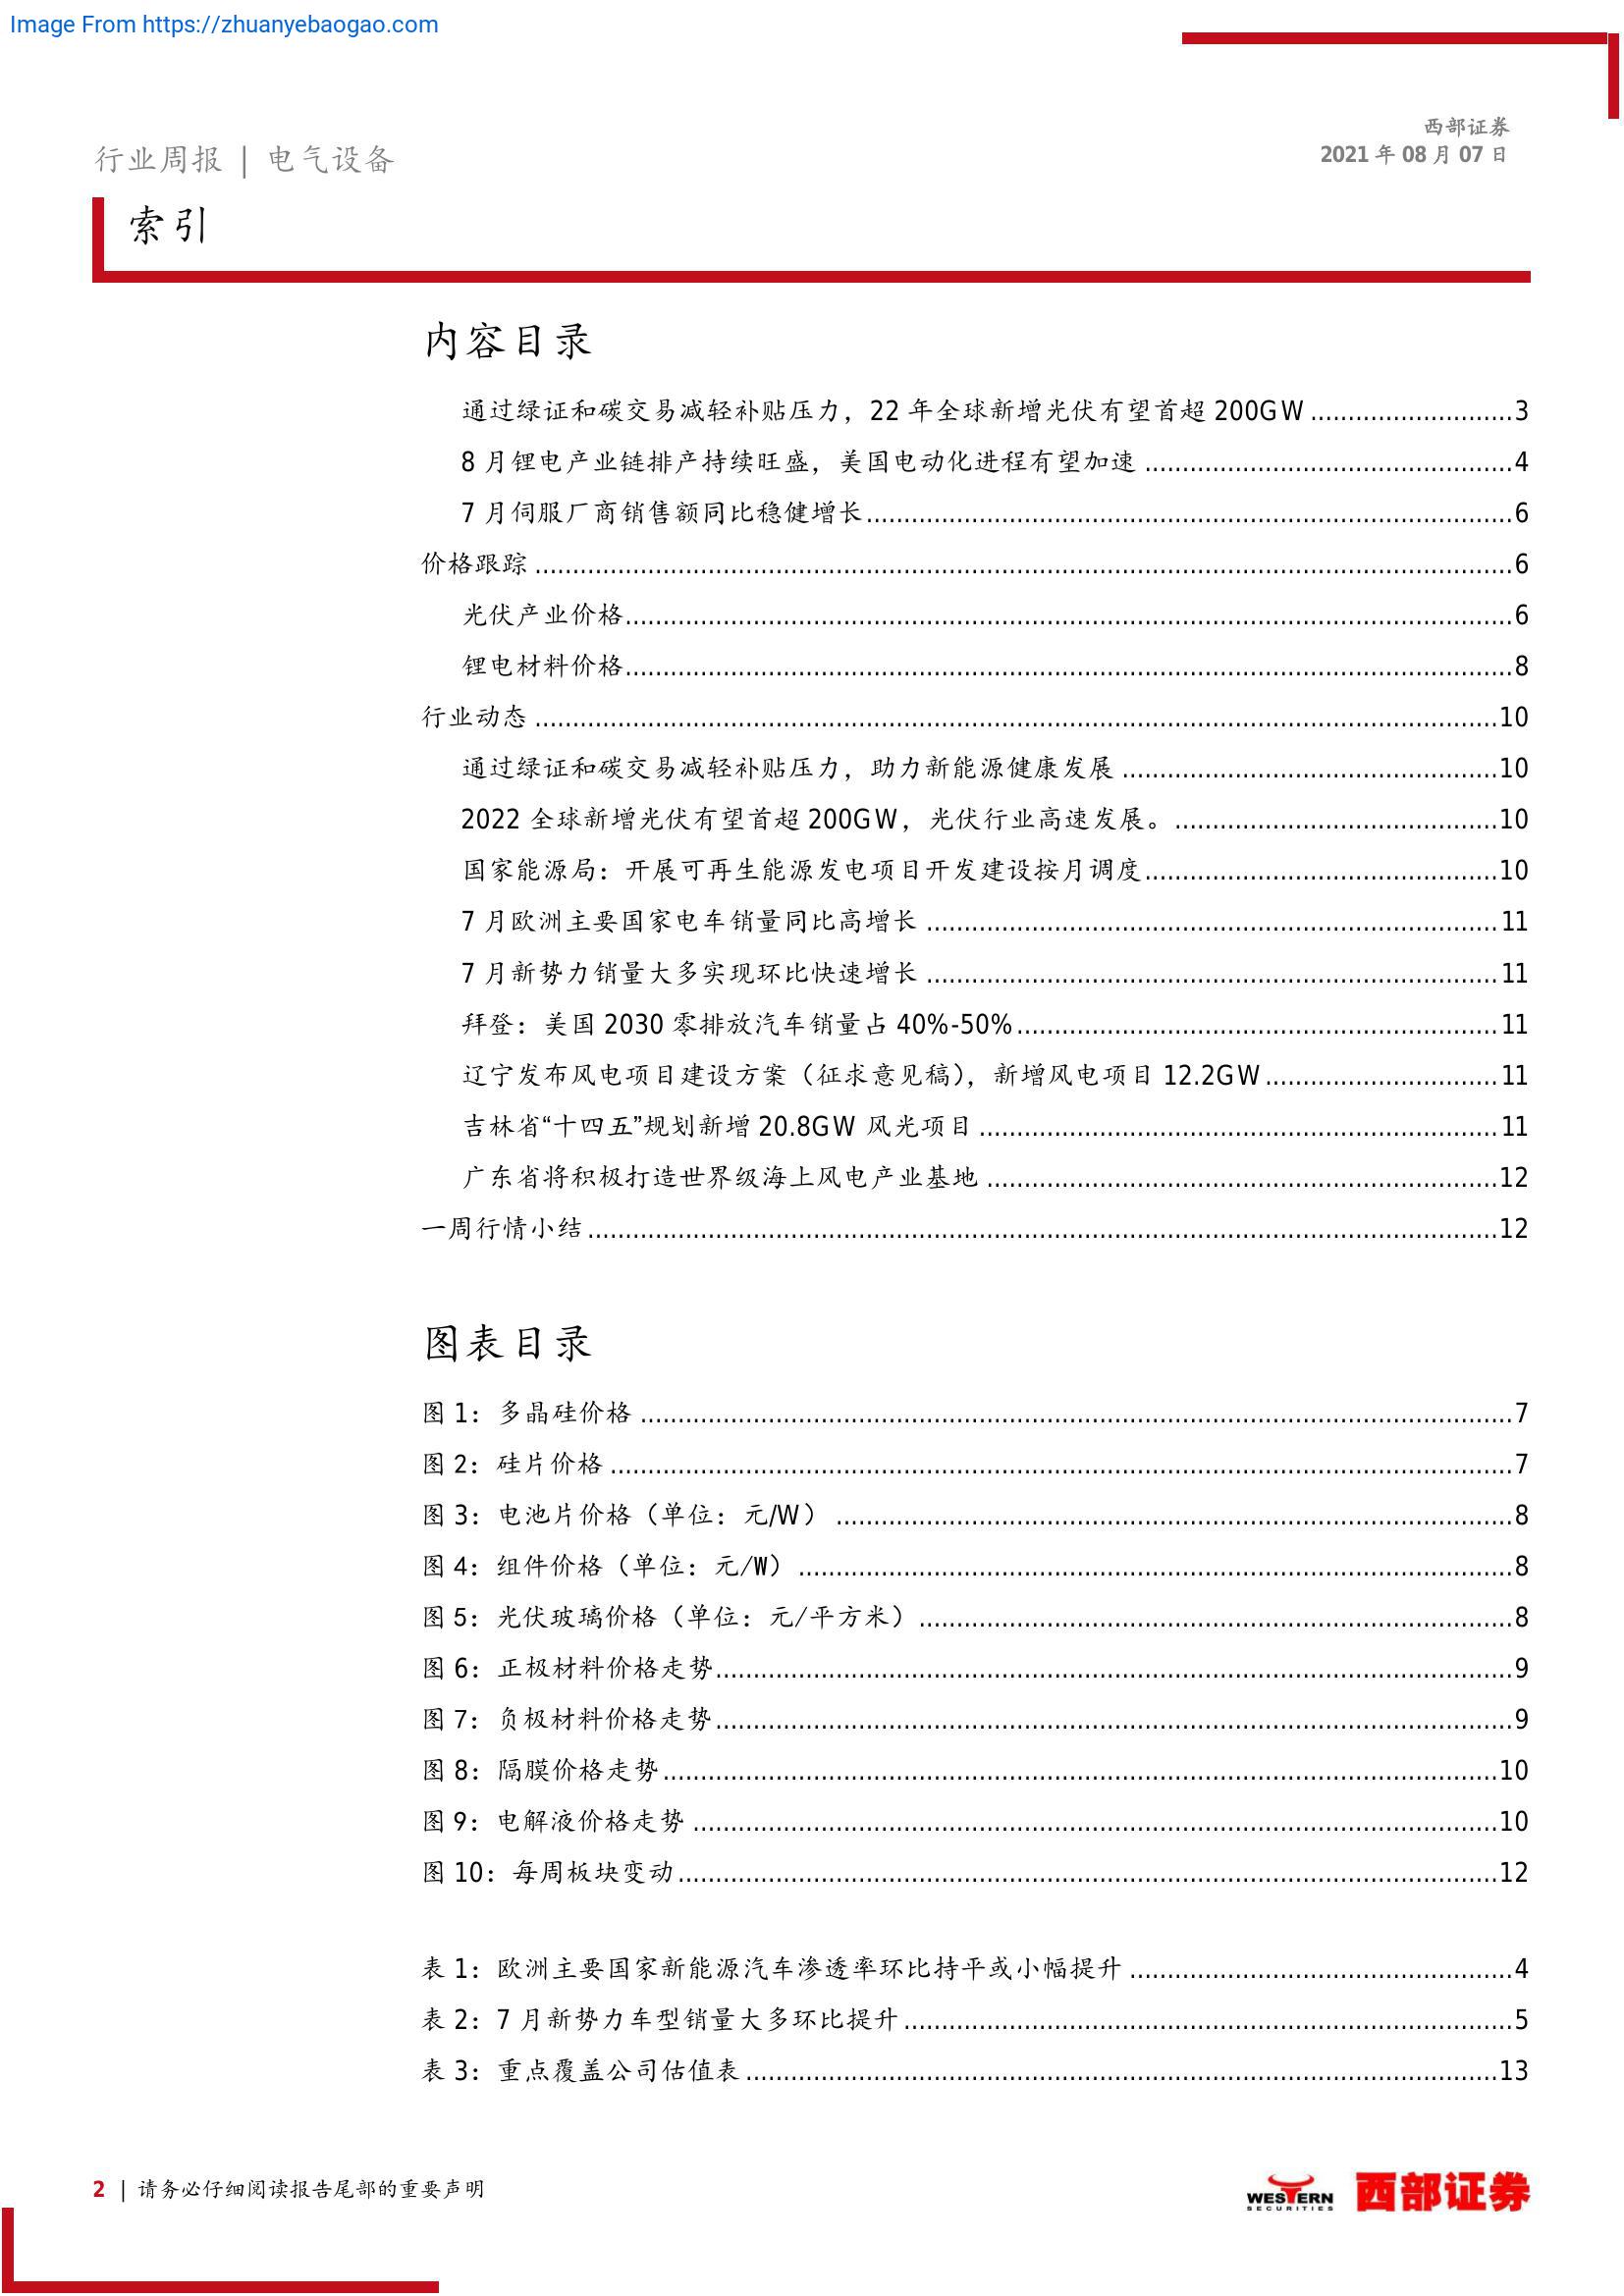 Image From https://zhuanyebaogao.com
西部证券
2021 年 08 月 07 日
行业周报 | 电气设备
索引
内容目录
通过绿证和碳交易减轻补贴压力，22 年全球新增光伏有望首超 200GW ........................... 3
8 月锂电产业链排产持续旺盛，美国电动化进程有望加速 ................................................. 4
7 月伺服厂商销售额同比稳健增长 ...................................................................................... 6
价格跟踪 .................................................................................................................................. 6
光伏产业价格 ...................................................................................................................... 6
锂电材料价格 ...................................................................................................................... 8
行业动态 ................................................................................................................................ 10
通过绿证和碳交易减轻补贴压力，助力新能源健康发展 .................................................. 10
2022 全球新增光伏有望首超 200GW，光伏行业高速发展。 ........................................... 10
国家能源局：开展可再生能源发电项目开发建设按月调度 ............................................... 10
7 月欧洲主要国家电车销量同比高增长 ............................................................................ 11
7 月新势力销量大多实现环比快速增长 ............................................................................ 11
拜登：美国 2030 零排放汽车销量占 40%-50% ................................................................ 11
辽宁发布风电项目建设方案（征求意见稿），新增风电项目 12.2GW ............................... 11
吉林省“十四五”规划新增 20.8GW 风光项目 ..................................................................... 11
广东省将积极打造世界级海上风电产业基地 .................................................................... 12
一周行情小结 ......................................................................................................................... 12
图表目录
图 1：多晶硅价格 .................................................................................................................... 7
图 2：硅片价格 ........................................................................................................................ 7
图 3：电池片价格（单位：元/W） .......................................................................................... 8
图 4：组件价格（单位：元/W） ............................................................................................... 8
图 5：光伏玻璃价格（单位：元/平方米） ............................................................................... 8
图 6：正极材料价格走势 .......................................................................................................... 9
图 7：负极材料价格走势 .......................................................................................................... 9
图 8：隔膜价格走势 ............................................................................................................... 10
图 9：电解液价格走势 ........................................................................................................... 10
图 10：每周板块变动 ............................................................................................................. 12
表 1：欧洲主要国家新能源汽车渗透率环比持平或小幅提升 ................................................... 4
表 2：7 月新势力车型销量大多环比提升 ................................................................................. 5
表 3：重点覆盖公司估值表 .................................................................................................... 13
2 | 请务必仔细阅读报告尾部的重要声明
WESTERN
SECURITIES
西部证券